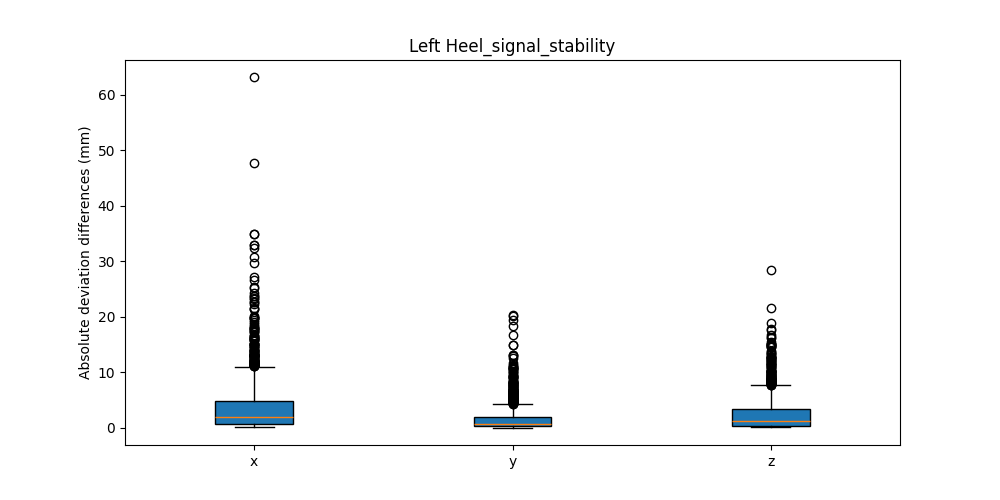 Left Heel_signal_stability
Absolute deviation differences (mm)
60
50
40
30
20
10
0
x
y
z